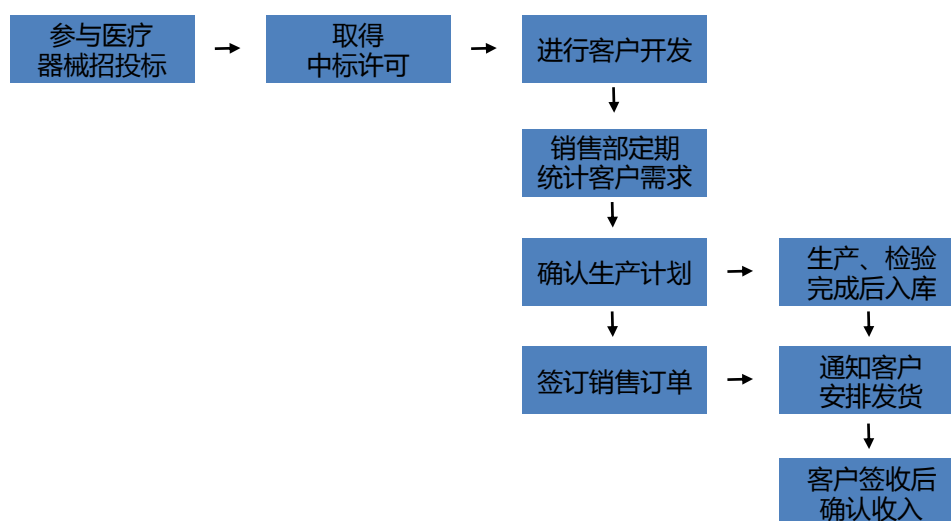 参与医疗
器械招投标
取得
中标许可
进行客户开发
销售部定期
统计客户需求
确认生产计划
生产、检验
完成后入库
签订销售订单
通知客户
安排发货
客户签收后
确认收入